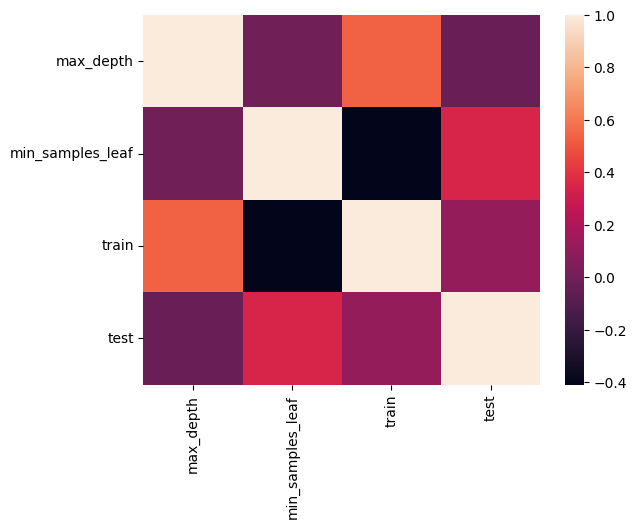 max_depth
min_samples_leaf
train
test
max_depth
min_samples_leaf
train
test
1.0
0.8
0.6
0.4
0.2
0.0
−0.2
−0.4